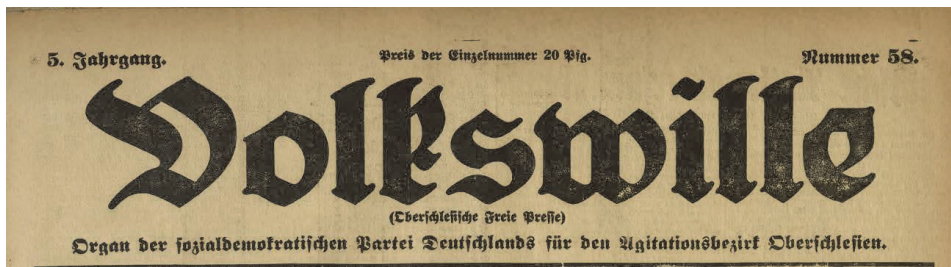 5. Jahrgang. Preis der Einzelnummer 20 Pfg. Nummer 58.
Volkswille
(Oberschlesische Freie Presse)
Organ der sozialdemokratischen Partei Deutschlands für den Agitationsbezirk Oberschlesien.